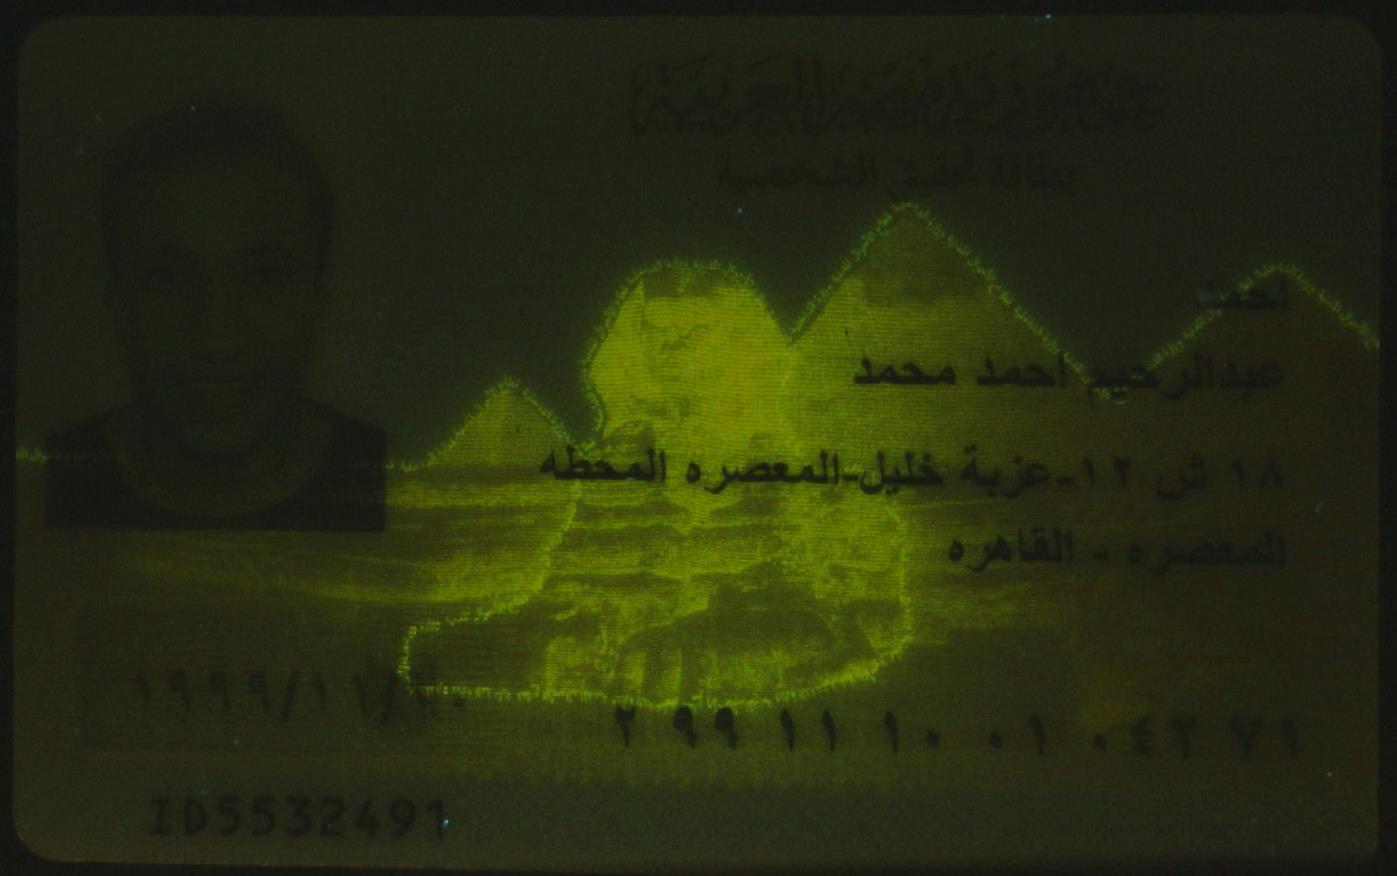 جمهورية مصر العربية
بطاقة تحقيق الشخصية
احمد
عبدالرحيم احمد محمد
١٨ ش ١٢-عزبة خليل-المعصره المحطه
المعصره - القاهره
١٩٩٩/١١/١٠
٢ ٩٩ ١١ ١٠ ٠١ ٠٤٢ ٧١
ID5532491